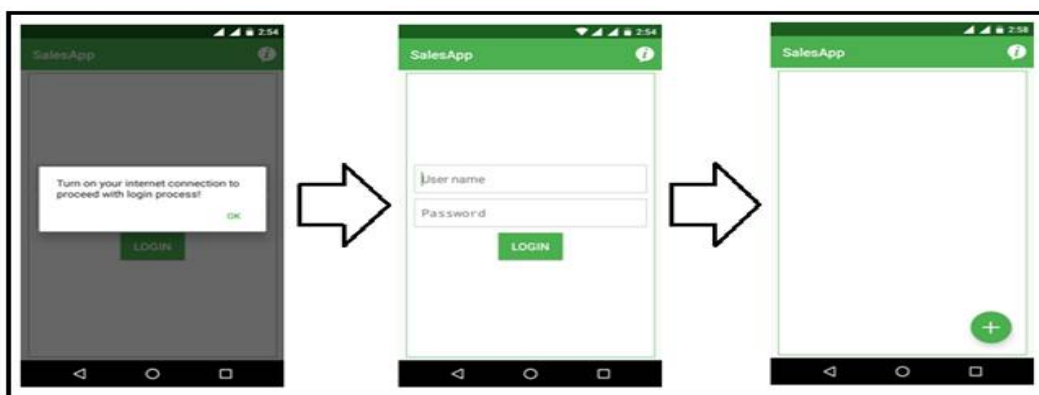 2:54
SalesApp
Turn on your internet connection to
proceed with login process!
OK
LOGIN
2:54
SalesApp
User name
Password
LOGIN
2:58
SalesApp